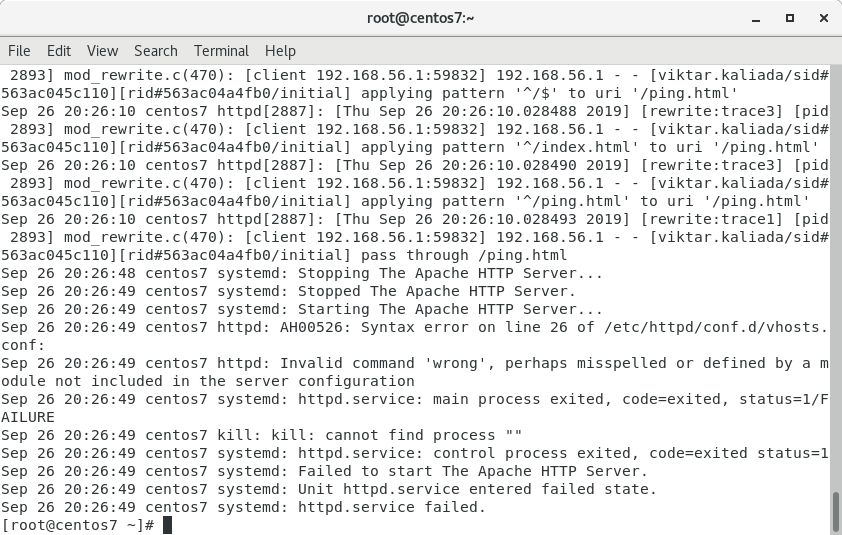 root@centos7:~
File Edit View Search Terminal Help
 2893] mod_rewrite.c(470): [client 192.168.56.1:59832] 192.168.56.1 - - [viktar.kaliada/sid#
563ac045c110][rid#563ac04a4fb0/initial] applying pattern '^/$' to uri '/ping.html'
Sep 26 20:26:10 centos7 httpd[2887]: [Thu Sep 26 20:26:10.028488 2019] [rewrite:trace3] [pid
 2893] mod_rewrite.c(470): [client 192.168.56.1:59832] 192.168.56.1 - - [viktar.kaliada/sid#
563ac045c110][rid#563ac04a4fb0/initial] applying pattern '^/index.html' to uri '/ping.html'
Sep 26 20:26:10 centos7 httpd[2887]: [Thu Sep 26 20:26:10.028490 2019] [rewrite:trace3] [pid
 2893] mod_rewrite.c(470): [client 192.168.56.1:59832] 192.168.56.1 - - [viktar.kaliada/sid#
563ac045c110][rid#563ac04a4fb0/initial] applying pattern '^/ping.html' to uri '/ping.html'
Sep 26 20:26:10 centos7 httpd[2887]: [Thu Sep 26 20:26:10.028493 2019] [rewrite:trace1] [pid
 2893] mod_rewrite.c(470): [client 192.168.56.1:59832] 192.168.56.1 - - [viktar.kaliada/sid#
563ac045c110][rid#563ac04a4fb0/initial] pass through /ping.html
Sep 26 20:26:48 centos7 systemd: Stopping The Apache HTTP Server...
Sep 26 20:26:49 centos7 systemd: Stopped The Apache HTTP Server.
Sep 26 20:26:49 centos7 systemd: Starting The Apache HTTP Server...
Sep 26 20:26:49 centos7 httpd: AH00526: Syntax error on line 26 of /etc/httpd/conf.d/vhosts.
conf:
Sep 26 20:26:49 centos7 httpd: Invalid command 'wrong', perhaps misspelled or defined by a m
odule not included in the server configuration
Sep 26 20:26:49 centos7 systemd: httpd.service: main process exited, code=exited, status=1/F
AILURE
Sep 26 20:26:49 centos7 kill: kill: cannot find process ""
Sep 26 20:26:49 centos7 systemd: httpd.service: control process exited, code=exited status=1
Sep 26 20:26:49 centos7 systemd: Failed to start The Apache HTTP Server.
Sep 26 20:26:49 centos7 systemd: Unit httpd.service entered failed state.
Sep 26 20:26:49 centos7 systemd: httpd.service failed.
[root@centos7 ~]#